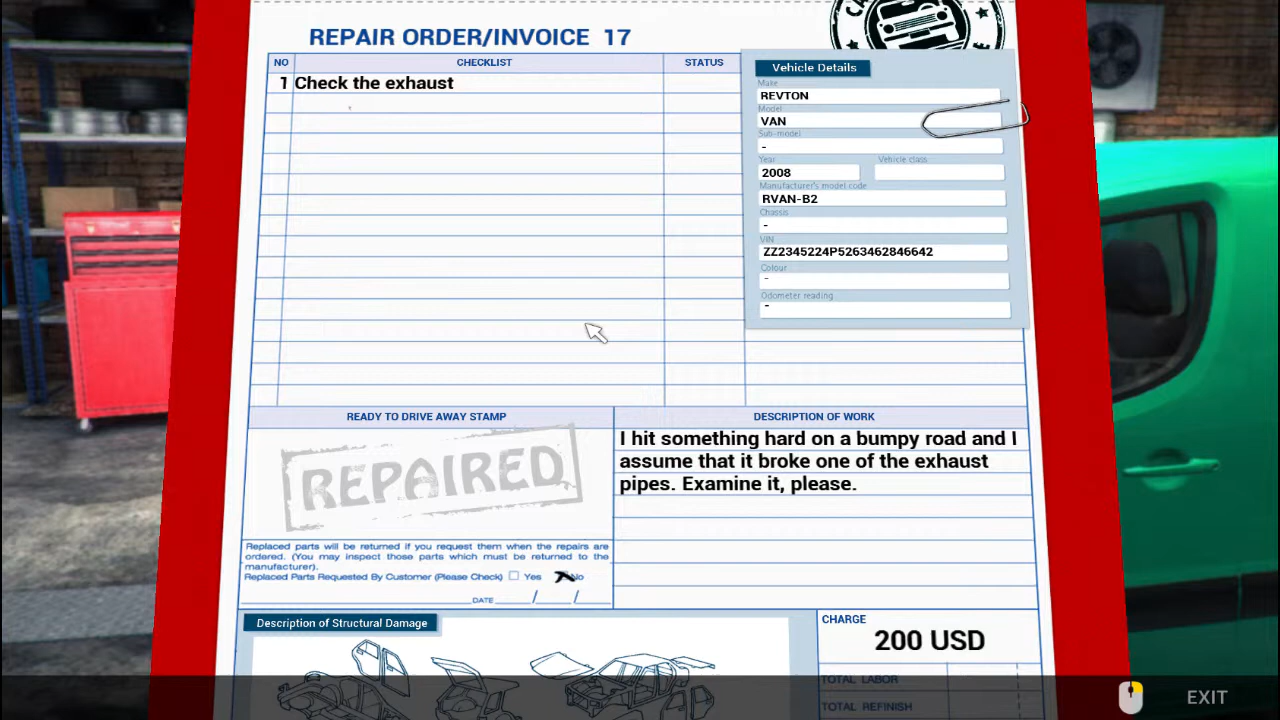 REPAIR ORDER/INVOICE 17
NO CHECKLIST STATUS
1 Check the exhaust
Vehicle Details
Make
REVTON
Model
VAN
Sub-model
-
Year Vehicle class
2008
Manufacturer's model code
RVAN-B2
Chassis
-
VIN
ZZ2345224P5263462846642
Colour
-
Odometer reading
-
READY TO DRIVE AWAY STAMP
REPAIRED
DESCRIPTION OF WORK
I hit something hard on a bumpy road and I
assume that it broke one of the exhaust
pipes. Examine it, please.
Replaced parts will be returned if you request them when the repairs are
ordered. (You may inspect those parts which must be returned to the
manufacturer).
Replaced Parts Requested By Customer (Please Check) Yes No
DATE / /
Description of Structural Damage
CHARGE
200 USD
TOTAL LABOR
TOTAL REFINISH
EXIT